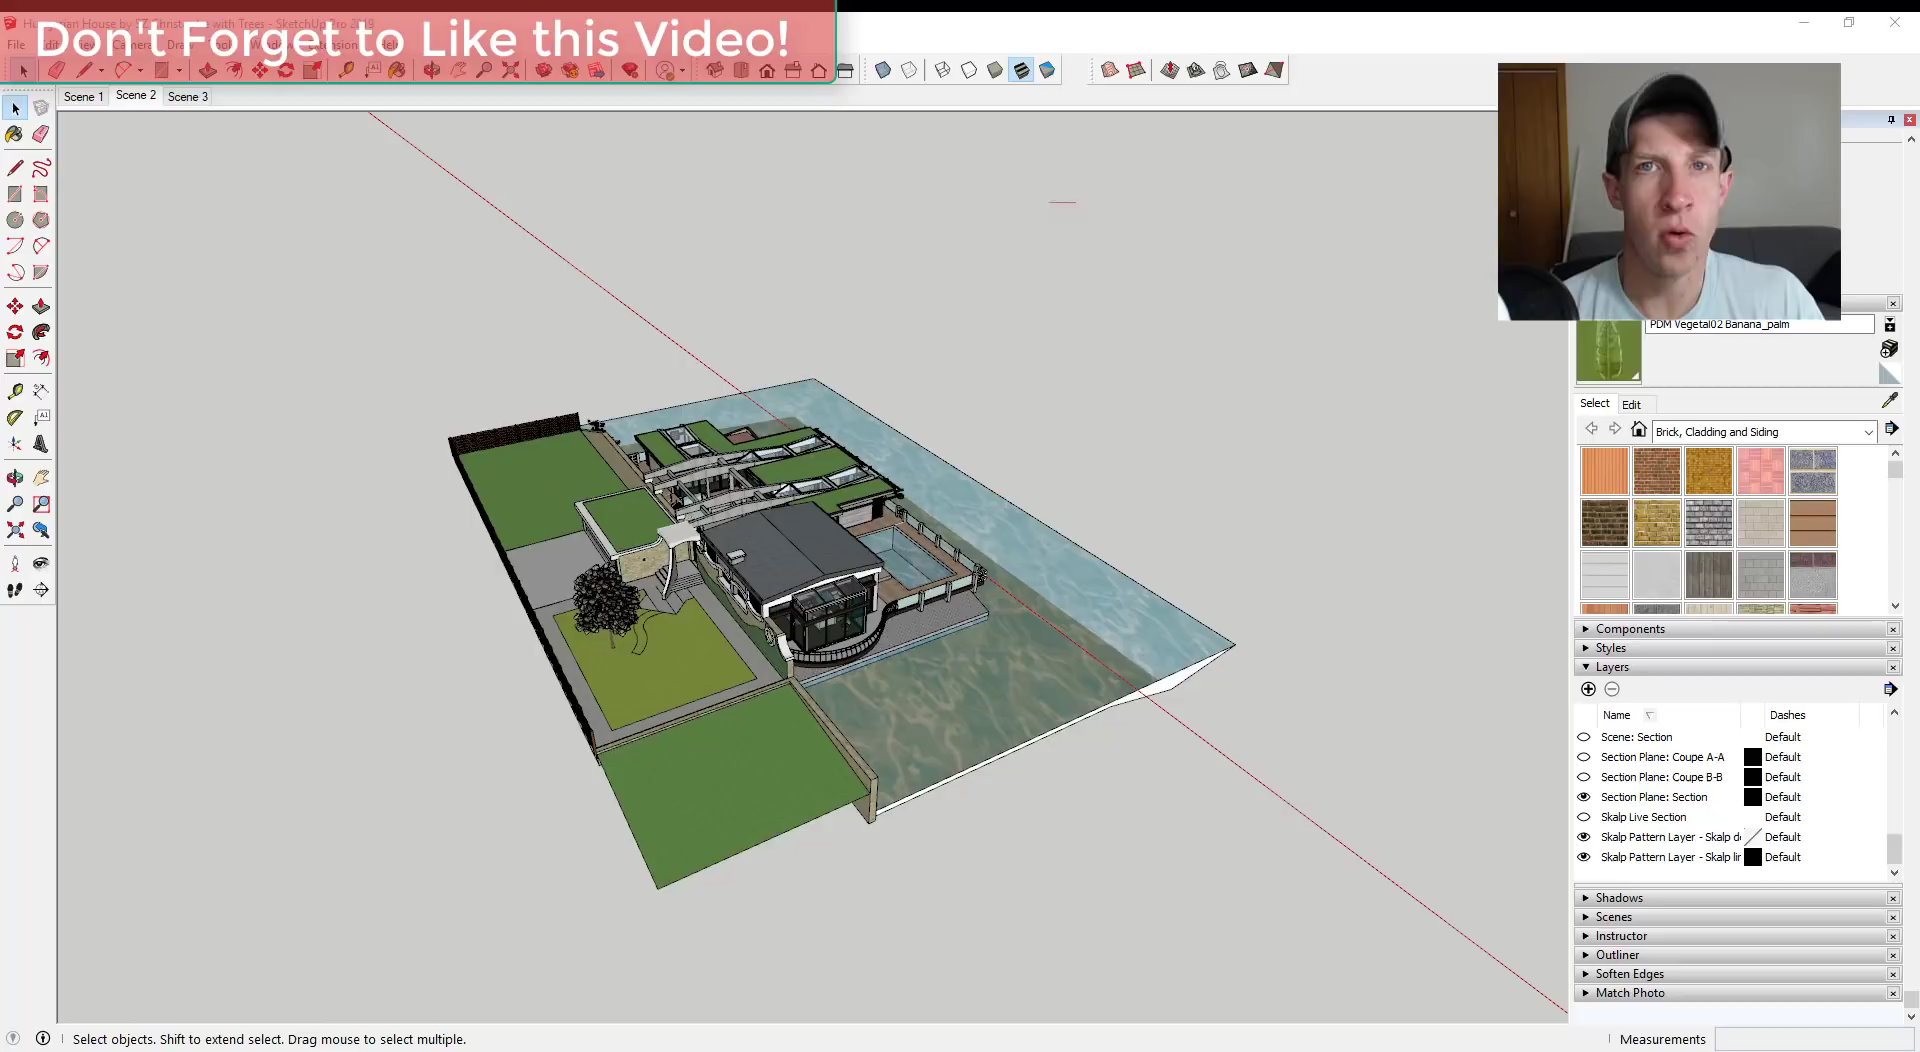 Don't Forget to Like this Video!
Scene 1
Scene 2
Scene 3
PDM Vegetal02 Banana_palm
Select
Edit
Brick, Cladding and Siding
Components
Styles
Layers
Name
Dashes
Scene: Section
Default
Section Plane: Coupe A-A
Default
Section Plane: Coupe B-B
Default
Section Plane: Section
Default
Skalp Live Section
Default
Skalp Pattern Layer - Skalp d
Default
Skalp Pattern Layer - Skalp lin
Default
Shadows
Scenes
Instructor
Outliner
Soften Edges
Match Photo
Select objects. Shift to extend select. Drag mouse to select multiple.
Measurements